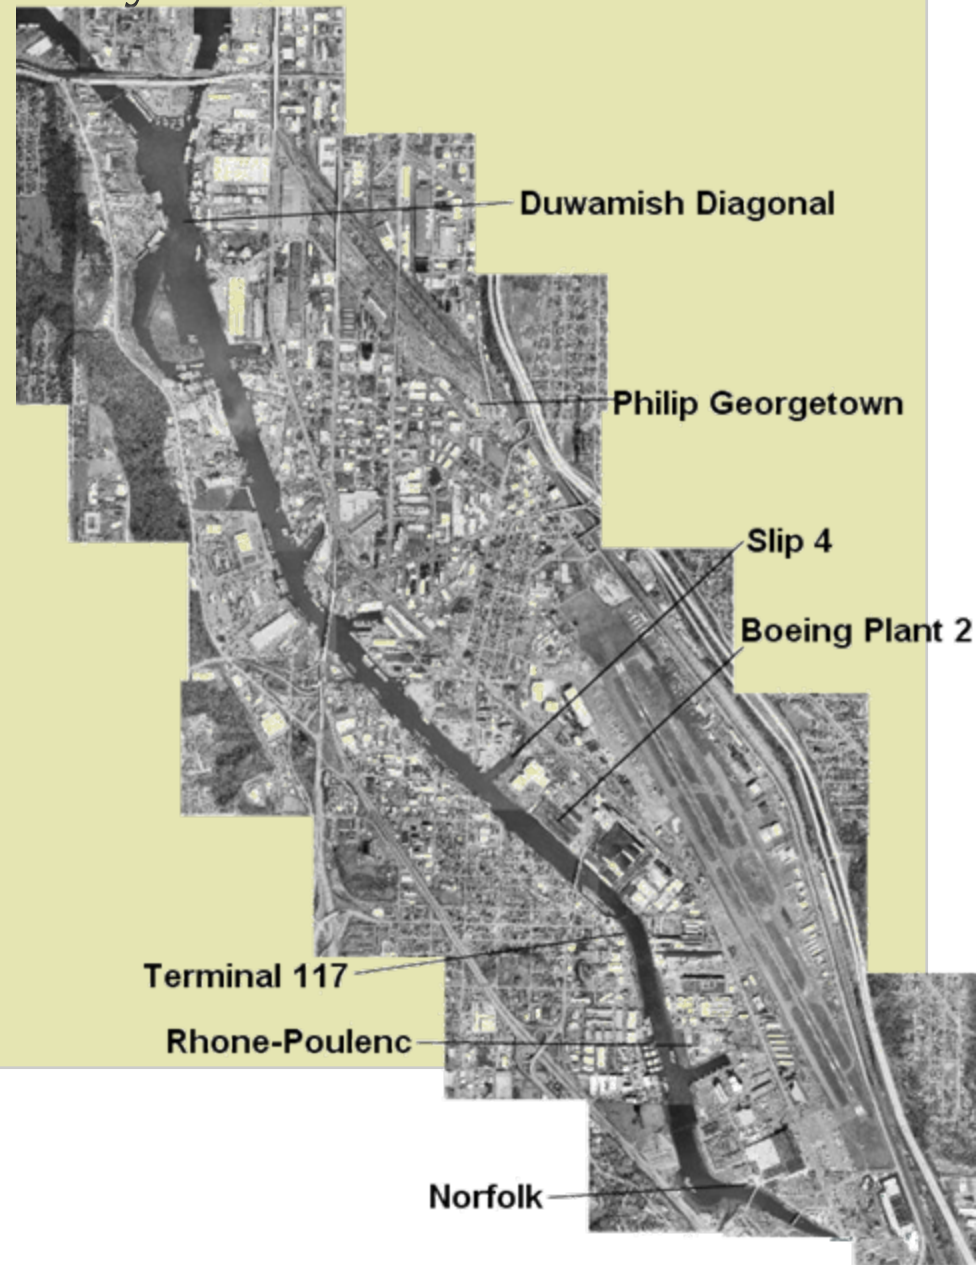 Duwamish Diagonal
Philip Georgetown
Slip 4
Boeing Plant 2
Terminal 117
Rhone-Poulenc
Norfolk